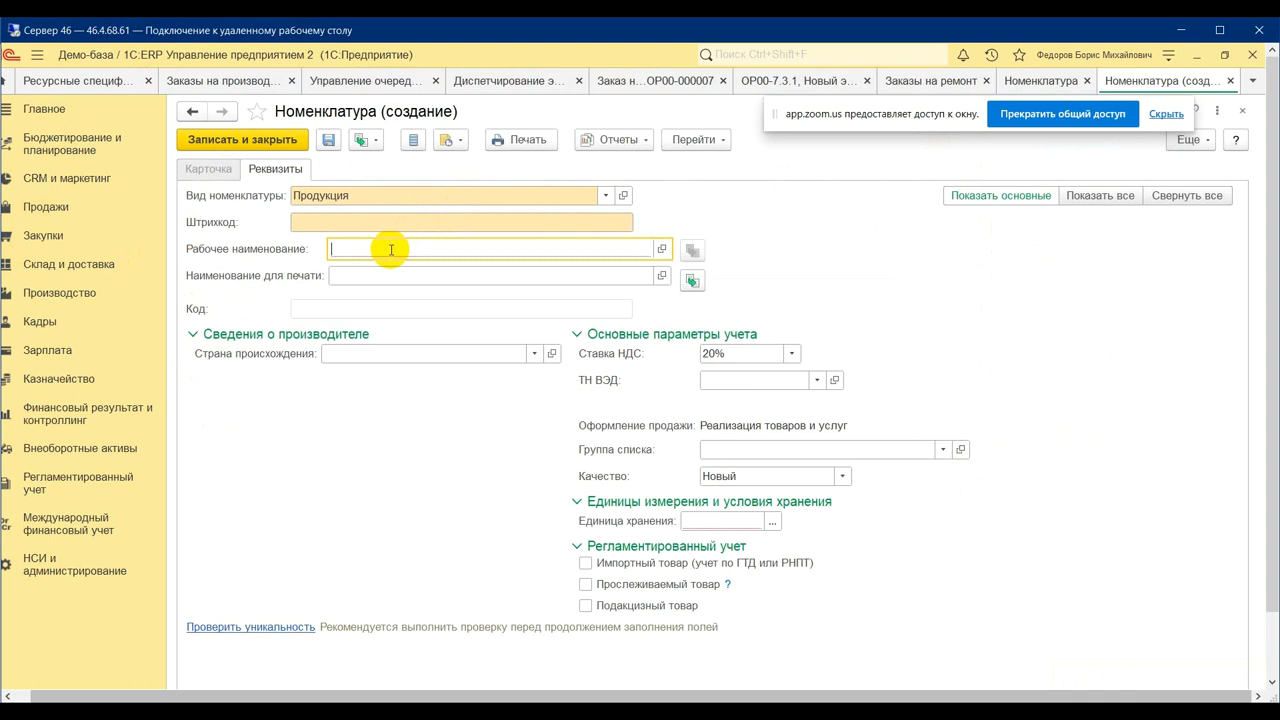 Сервер 46 — 46.4.68.61 — Подключение к удаленному рабочему столу
Демо-база / 1С:ERP Управление предприятием 2 (1С:Предприятие)
Поиск Ctrl+Shift+F
Федоров Борис Михайлович
Ресурсные специф...
Заказы на производ...
Управление очеред...
Диспетчирование э...
Заказ н...ОР00-000007
ОР00-7.3.1, Новый э...
Заказы на ремонт
Номенклатура
Номенклатура (созд...
Главное
Бюджетирование и
планирование
CRM и маркетинг
Продажи
Закупки
Склад и доставка
Производство
Кадры
Зарплата
Казначейство
Финансовый результат и
контроллинг
Внеоборотные активы
Регламентированный
учет
Международный
финансовый учет
НСИ и
администрирование
Номенклатура (создание)
app.zoom.us предоставляет доступ к окну.
Прекратить общий доступ
Скрыть
Записать и закрыть
Печать
Отчеты
Перейти
Еще
?
Карточка
Реквизиты
Вид номенклатуры: Продукция
Показать основные
Показать все
Свернуть все
Штрихкод:
Рабочее наименование:
Наименование для печати:
Код:
Сведения о производителе
Страна происхождения:
Основные параметры учета
Ставка НДС: 20%
ТН ВЭД:
Оформление продажи: Реализация товаров и услуг
Группа списка:
Качество: Новый
Единицы измерения и условия хранения
Единица хранения: ...
Регламентированный учет
Импортный товар (учет по ГТД или РНПТ)
Прослеживаемый товар ?
Подакцизный товар
Проверить уникальность Рекомендуется выполнить проверку перед продолжением заполнения полей